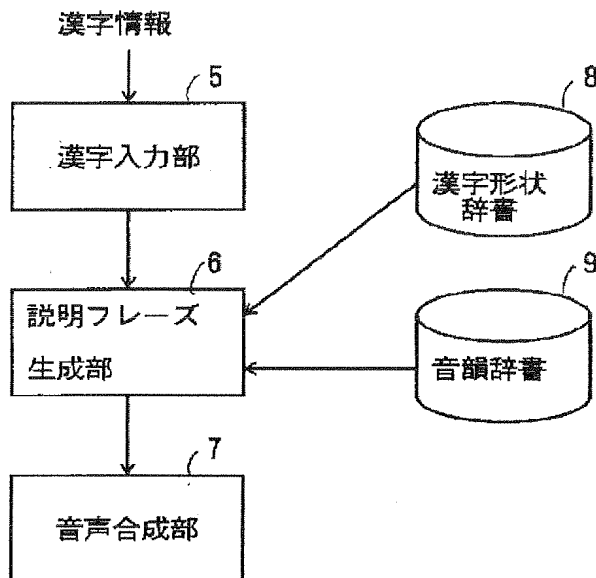 漢字情報
5
漢字入力部
8
漢字形状
辞書
6
説明フレーズ
生成部
9
音韻辞書
7
音声合成部